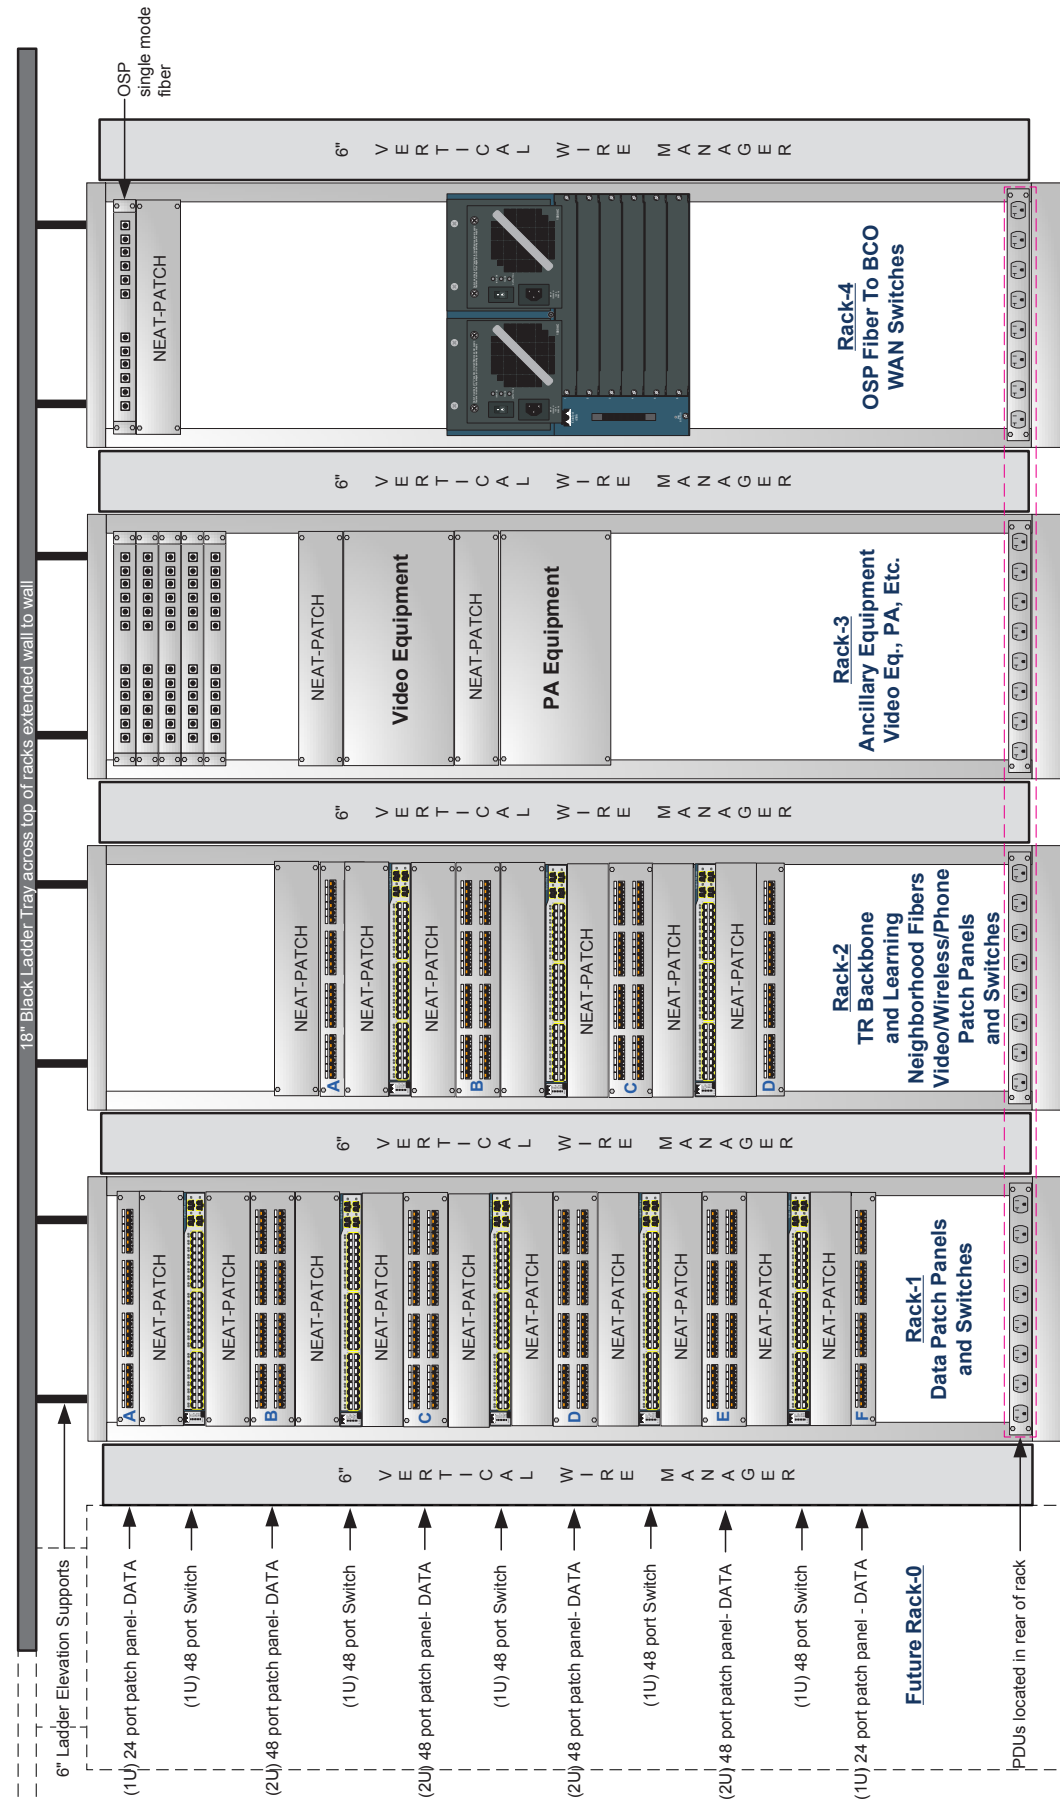 18" Black Ladder Tray across top of racks extended wall to wall
6" Ladder Elevation Supports
(1U) 24 port patch panel- DATA
(1U) 48 port Switch
(2U) 48 port patch panel- DATA
(1U) 48 port Switch
(2U) 48 port patch panel- DATA
(1U) 48 port Switch
(2U) 48 port patch panel- DATA
(1U) 48 port Switch
(2U) 48 port patch panel- DATA
(1U) 48 port Switch
(1U) 24 port patch panel - DATA
Future Rack-0
PDUs located in rear of rack
6" VERTICAL WIRE MANAGER
A
NEAT-PATCH
NEAT-PATCH
B
NEAT-PATCH
NEAT-PATCH
C
NEAT-PATCH
NEAT-PATCH
D
NEAT-PATCH
NEAT-PATCH
E
NEAT-PATCH
NEAT-PATCH
F
Rack-1
Data Patch Panels
and Switches
6" VERTICAL WIRE MANAGER
NEAT-PATCH
A
NEAT-PATCH
NEAT-PATCH
B
NEAT-PATCH
C
NEAT-PATCH
NEAT-PATCH
D
Rack-2
TR Backbone
and Learning
Neighborhood Fibers
Video/Wireless/Phone
Patch Panels
and Switches
6" VERTICAL WIRE MANAGER
NEAT-PATCH
Video Equipment
NEAT-PATCH
PA Equipment
Rack-3
Ancillary Equipment
Video Eq., PA, Etc.
6" VERTICAL WIRE MANAGER
NEAT-PATCH
Rack-4
OSP Fiber To BCO
WAN Switches
6" VERTICAL WIRE MANAGER
OSP
single mode
fiber